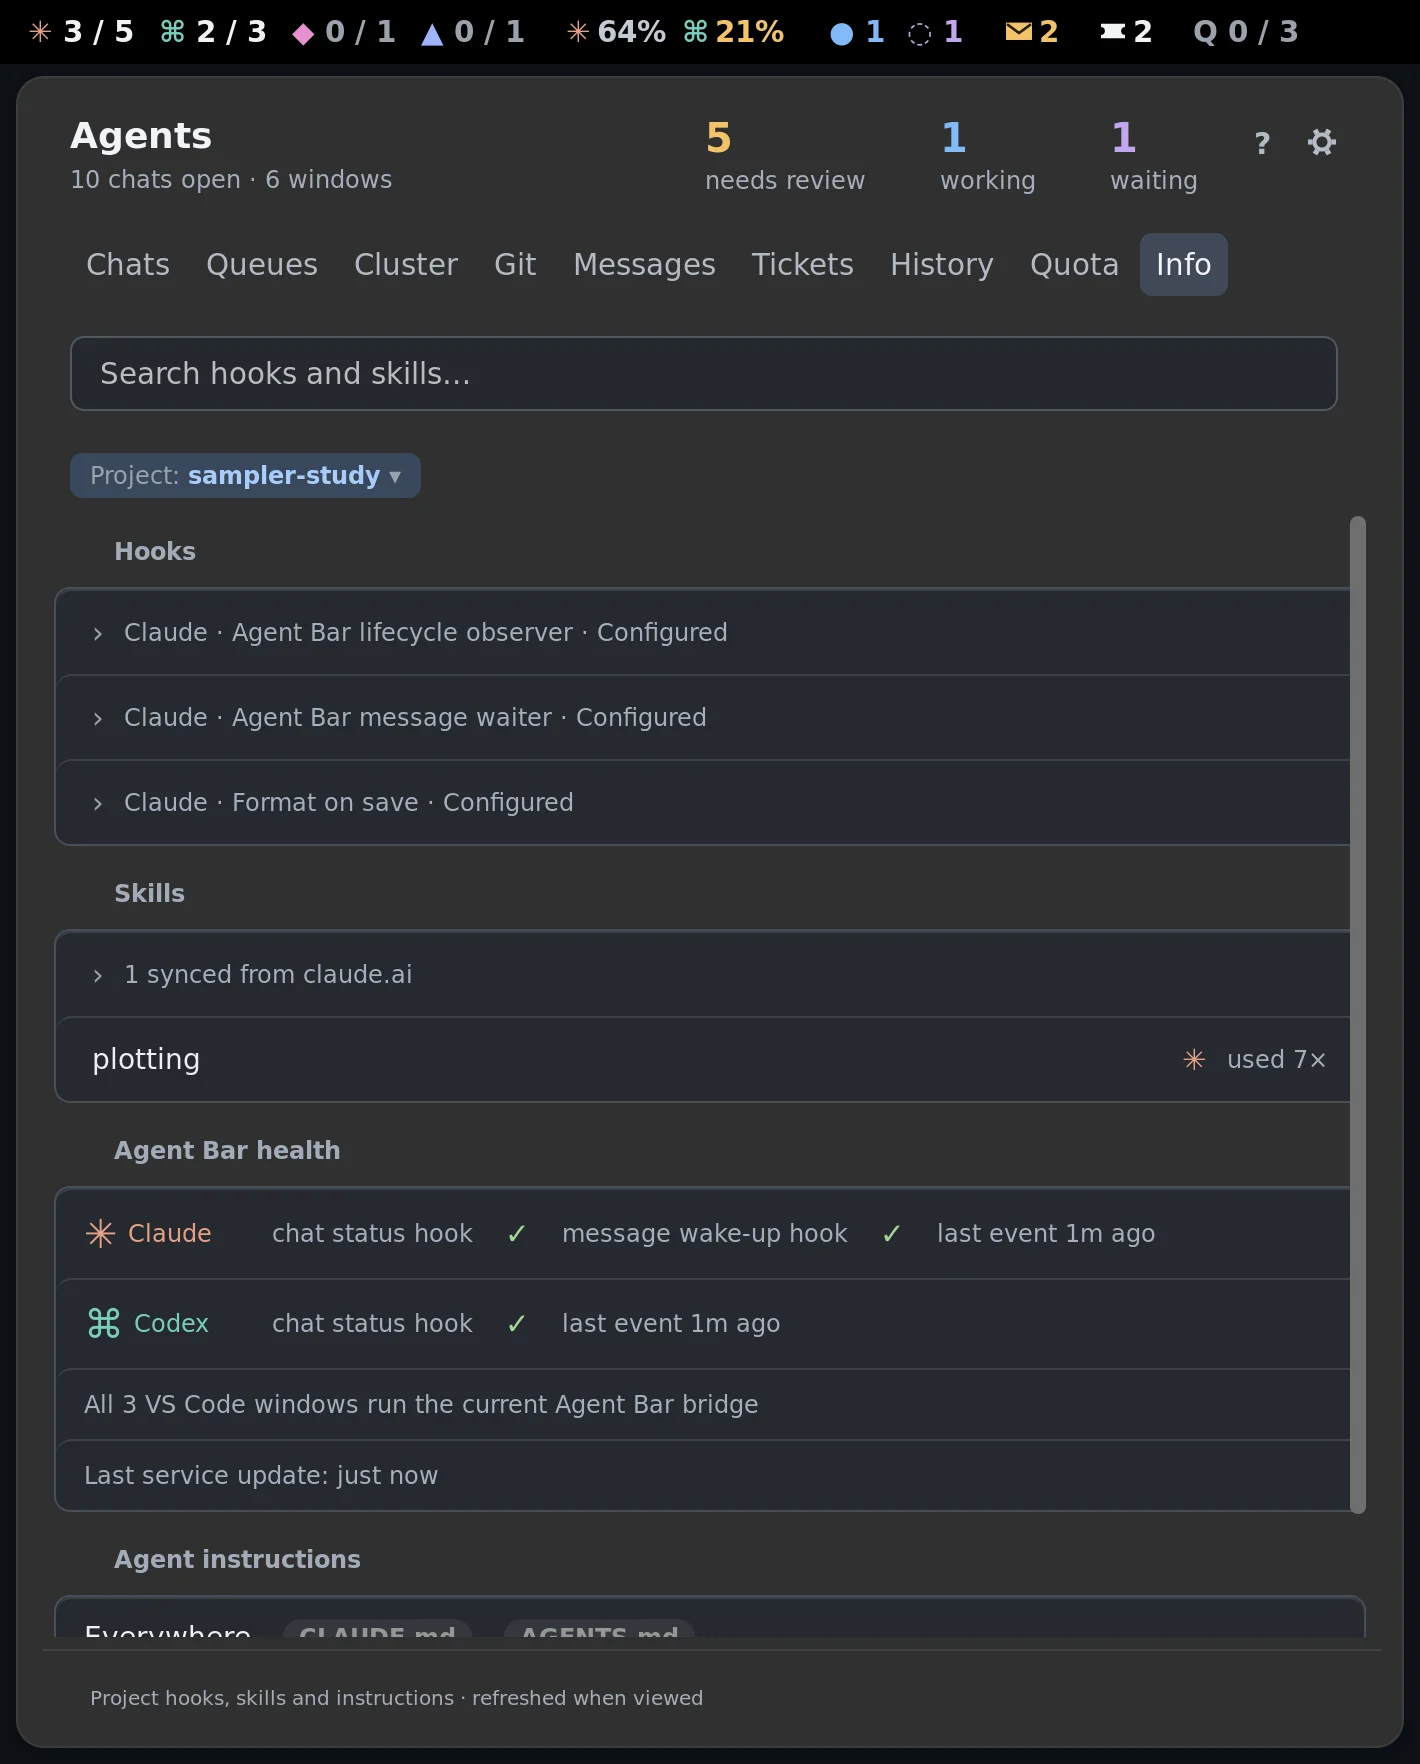 ✳ 3 / 5 ⌘ 2 / 3 ◆ 0 / 1 ▲ 0 / 1 ✳ 64% ⌘ 21% ● 1 ◌ 1 2 2 Q 0 / 3
Agents
10 chats open · 6 windows
5 needs review
1 working
1 waiting
?
Chats Queues Cluster Git Messages Tickets History Quota Info
Search hooks and skills…
Project: sampler-study ▾
Hooks
› Claude · Agent Bar lifecycle observer · Configured
› Claude · Agent Bar message waiter · Configured
› Claude · Format on save · Configured
Skills
› 1 synced from claude.ai
plotting ✳ used 7×
Agent Bar health
✳ Claude chat status hook ✓ message wake-up hook ✓ last event 1m ago
⌘ Codex chat status hook ✓ last event 1m ago
All 3 VS Code windows run the current Agent Bar bridge
Last service update: just now
Agent instructions
Everywhere CLAUDE.md AGENTS.md
Project hooks, skills and instructions · refreshed when viewed